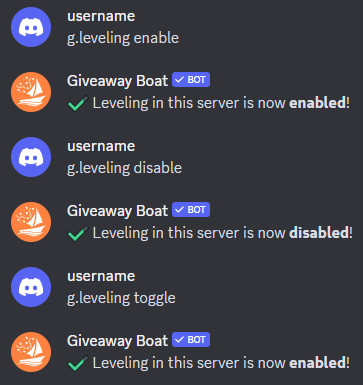 username
g.leveling enable
Giveaway Boat ✓ BOT
✔ Leveling in this server is now enabled!
username
g.leveling disable
Giveaway Boat ✓ BOT
✔ Leveling in this server is now disabled!
username
g.leveling toggle
Giveaway Boat ✓ BOT
✔ Leveling in this server is now enabled!